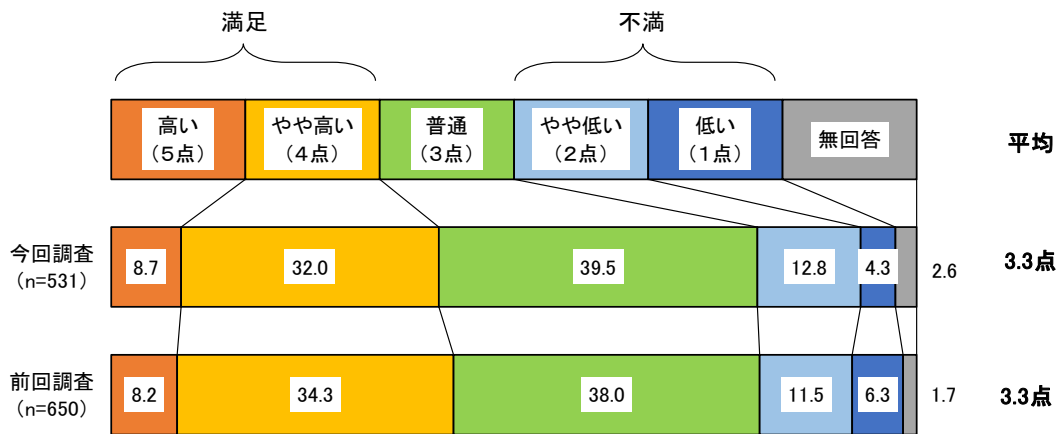 満足
不満
高い
（5点）
やや高い
（4点）
普通
（3点）
やや低い
（2点）
低い
（1点）
無回答
平均
今回調査
(n=531)
8.7
32.0
39.5
12.8
4.3
2.6
3.3点
前回調査
(n=650)
8.2
34.3
38.0
11.5
6.3
1.7
3.3点